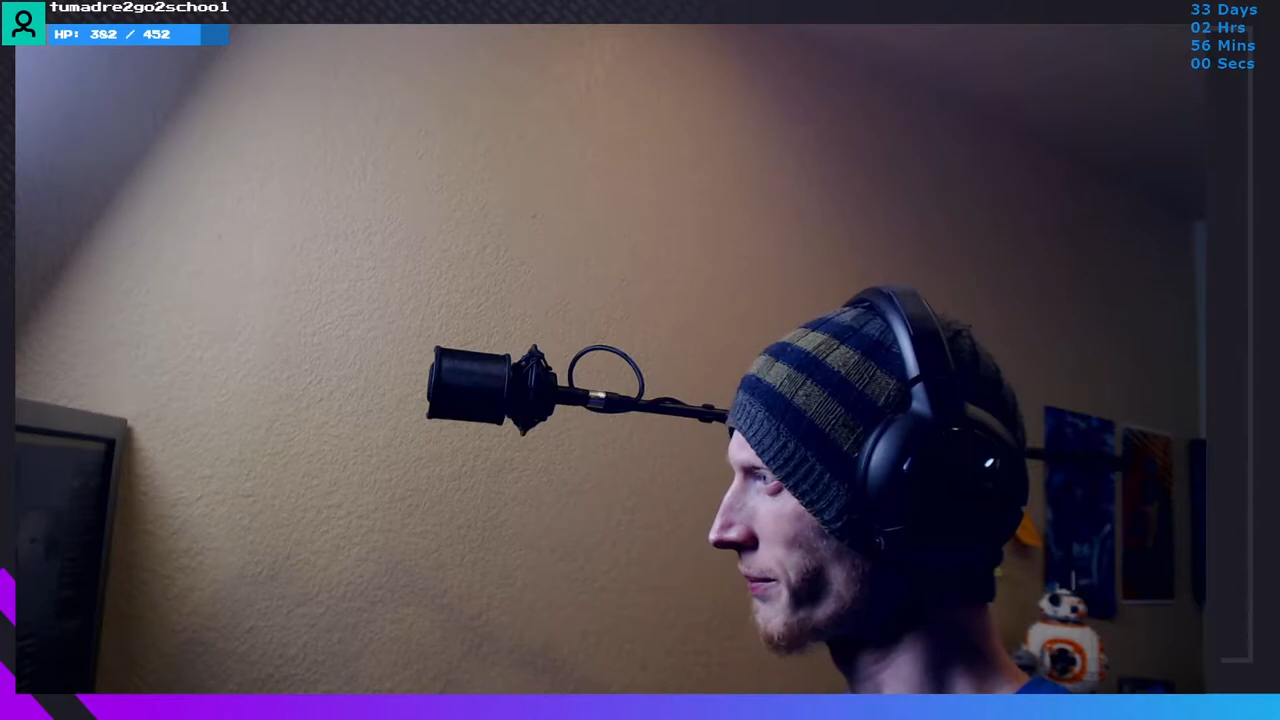 tumadre2go2school
HP: 382 / 452
33 Days
02 Hrs
56 Mins
00 Secs